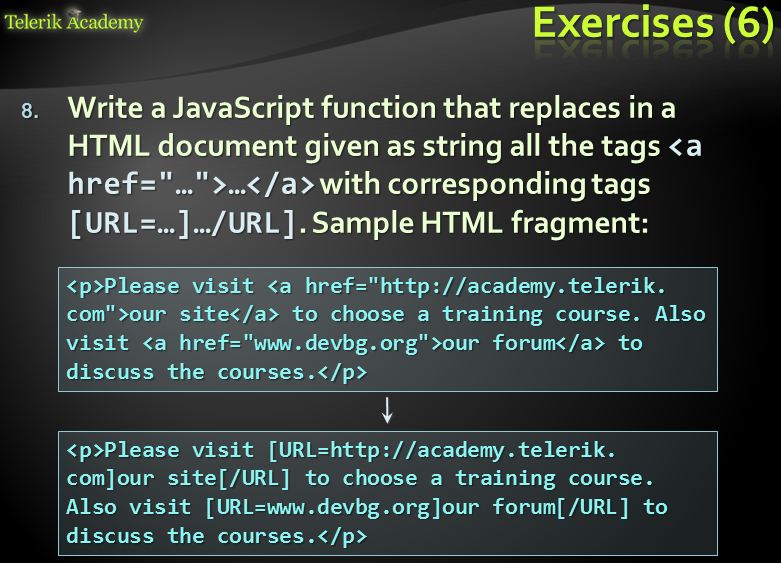 Telerik Academy
Exercises (6)
8. Write a JavaScript function that replaces in a
HTML document given as string all the tags <a
href="…">…</a> with corresponding tags
[URL=…]…/URL]. Sample HTML fragment:
<p>Please visit <a href="http://academy.telerik.
com">our site</a> to choose a training course. Also
visit <a href="www.devbg.org">our forum</a> to
discuss the courses.</p>
↓
<p>Please visit [URL=http://academy.telerik.
com]our site[/URL] to choose a training course.
Also visit [URL=www.devbg.org]our forum[/URL] to
discuss the courses.</p>